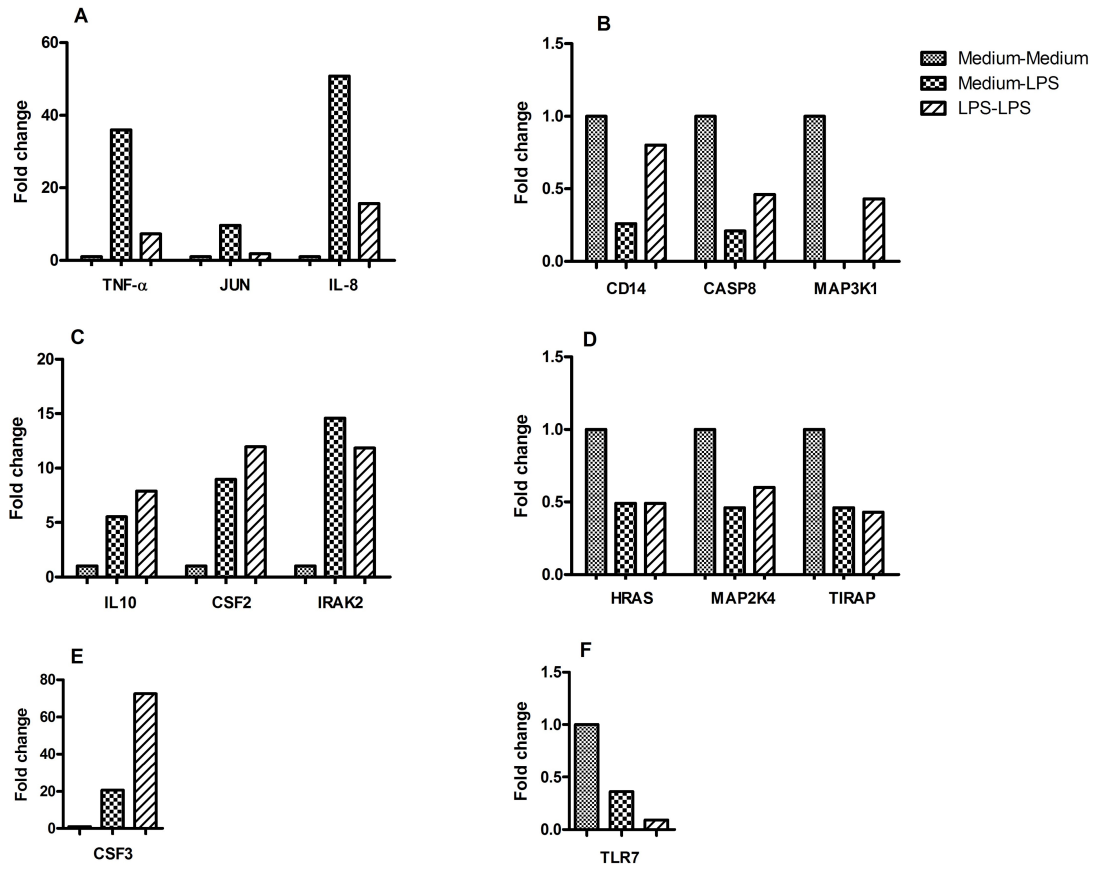 A
Fold change
60
40
20
0
TNF-α JUN IL-8
B
Fold change
1.5
1.0
0.5
0.0
CD14 CASP8 MAP3K1
Medium-Medium
Medium-LPS
LPS-LPS
C
Fold change
20
15
10
5
0
IL10 CSF2 IRAK2
D
Fold change
1.5
1.0
0.5
0.0
HRAS MAP2K4 TIRAP
E
Fold change
80
60
40
20
0
CSF3
F
Fold change
1.5
1.0
0.5
0.0
TLR7